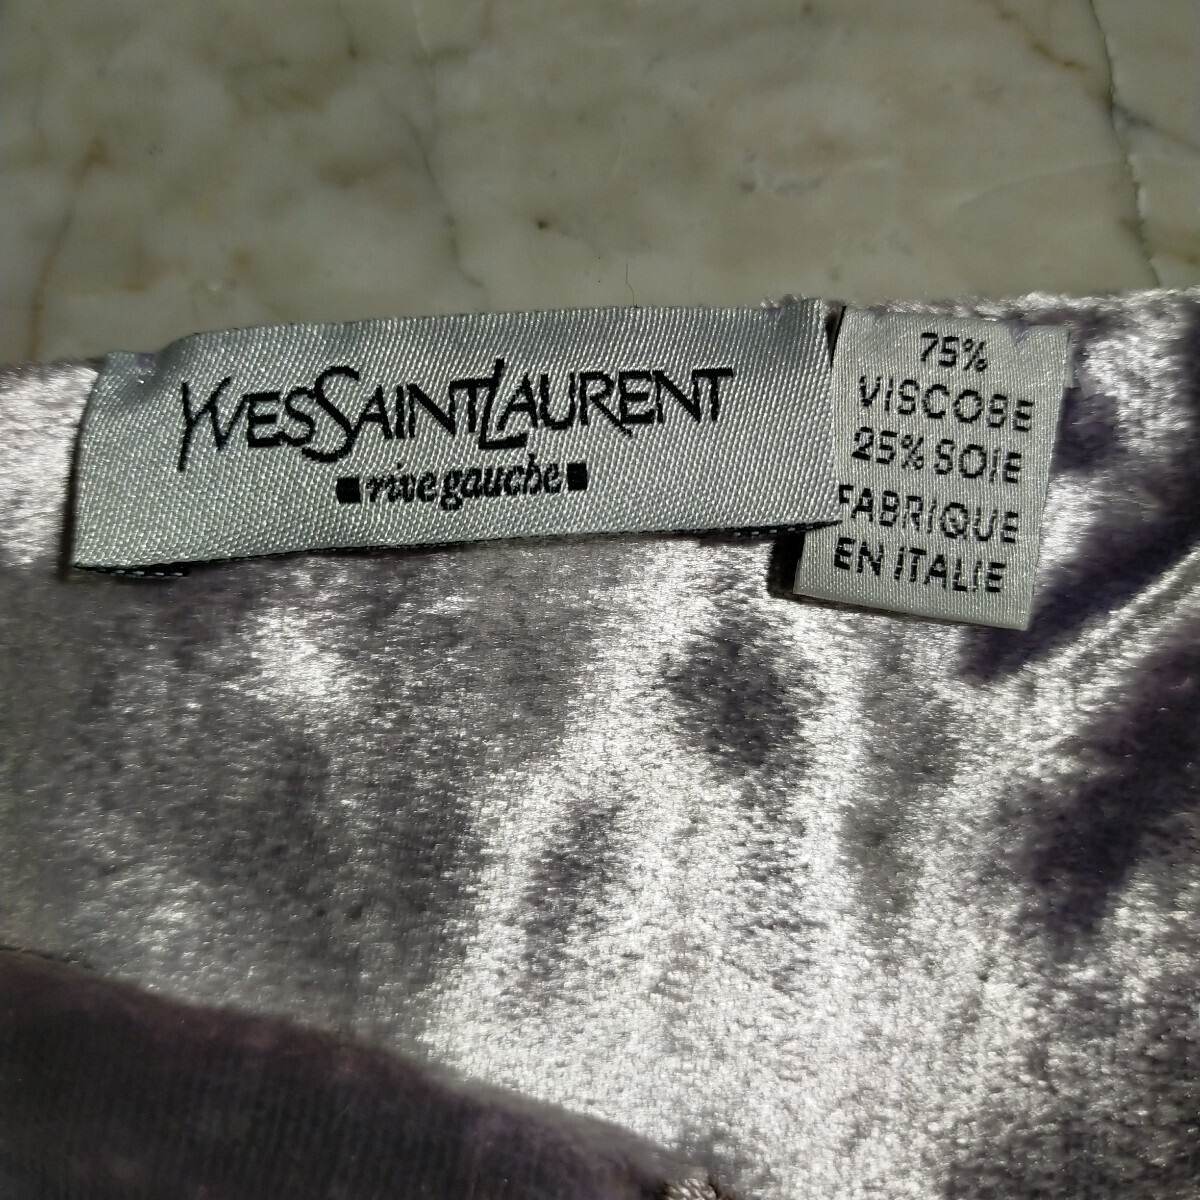 YVESSAINTLAURENT
rive gauche
75%
VISCOSE
25% SOIE
FABRIQUE
EN ITALIE